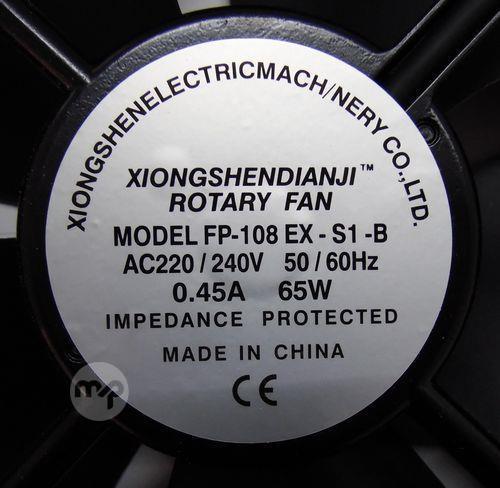 XIONGSHENELECTRICMACH/NERY CO.,LTD.
XIONGSHENDIANJI™
ROTARY FAN
MODEL FP-108 EX - S1 -B
AC220 / 240V 50 / 60Hz
0.45A 65W
IMPEDANCE PROTECTED
MADE IN CHINA
CE
mp